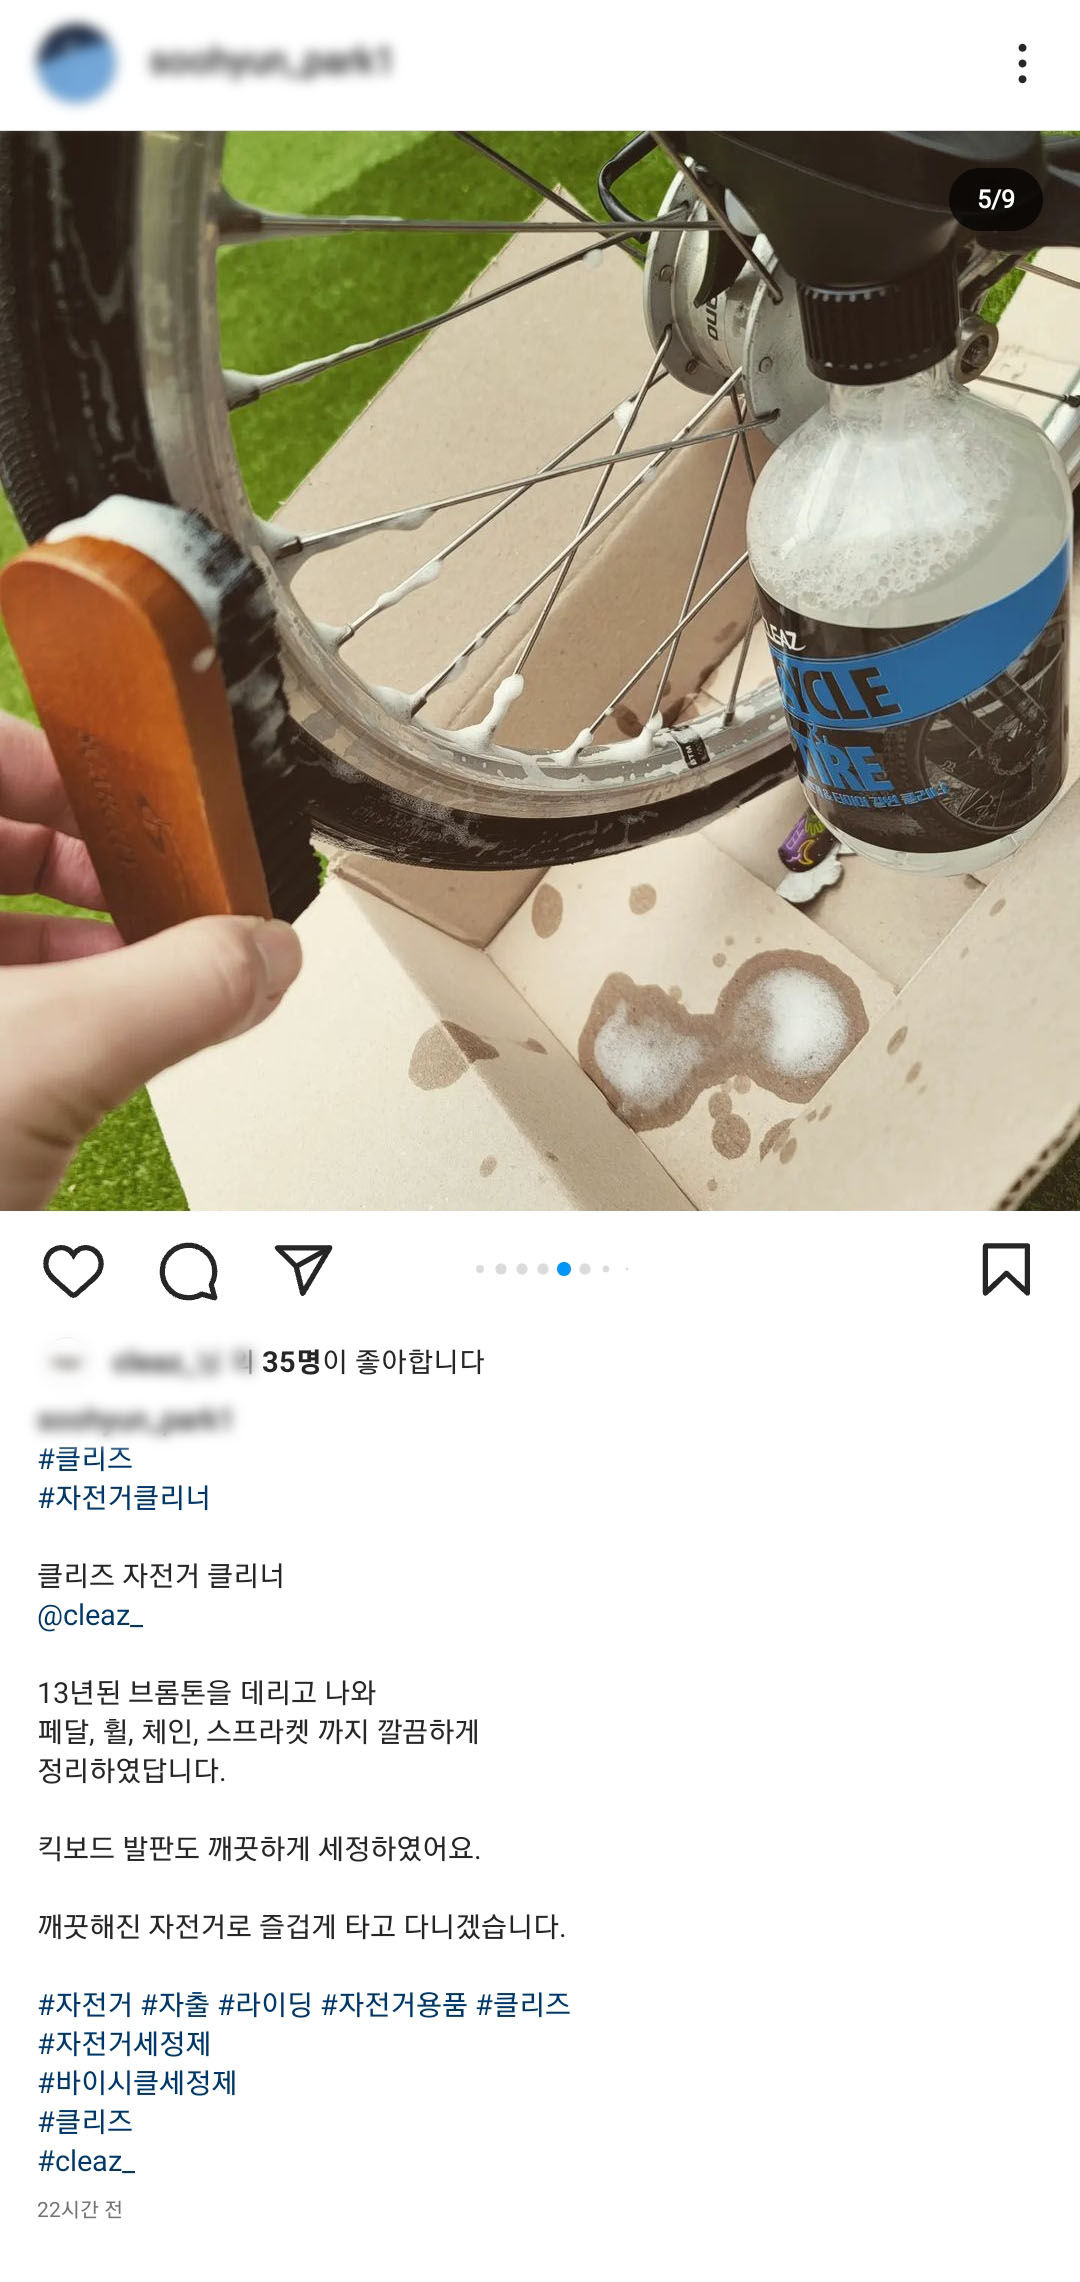 5/9
CLEAZ
YCLE
TIRE
35명이 좋아합니다
#클리즈
#자전거클리너
클리즈 자전거 클리너
@cleaz_
13년된 브롬톤을 데리고 나와
페달, 휠, 체인, 스프라켓 까지 깔끔하게
정리하였답니다.
킥보드 발판도 깨끗하게 세정하였어요.
깨끗해진 자전거로 즐겁게 타고 다니겠습니다.
#자전거 #자출 #라이딩 #자전거용품 #클리즈
#자전거세정제
#바이시클세정제
#클리즈
#cleaz_
22시간 전